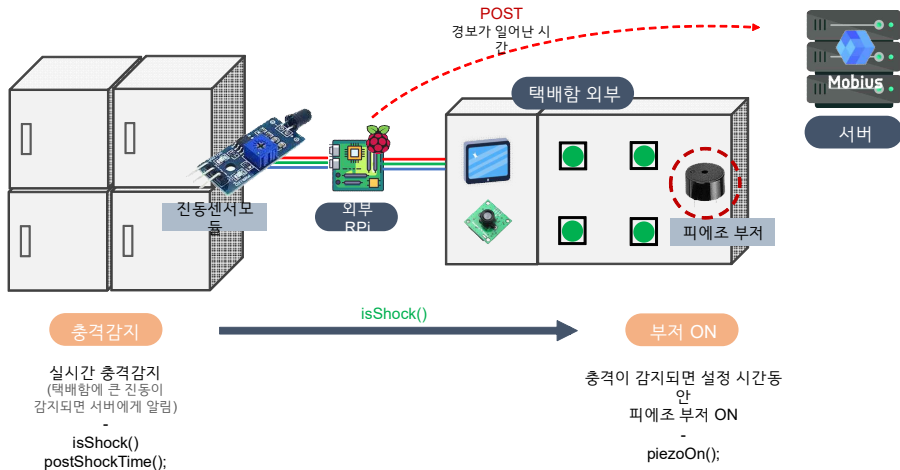 POST
경보가 일어난 시
간
Mobius
서버
택배함 외부
진동센서모
듈
외부
RPi
피에조 부저
isShock()
충격감지
부저 ON
실시간 충격감지
(택배함에 큰 진동이
감지되면 서버에게 알림)
-
isShock()
postShockTime();
충격이 감지되면 설정 시간동
안
피에조 부저 ON
-
piezoOn();